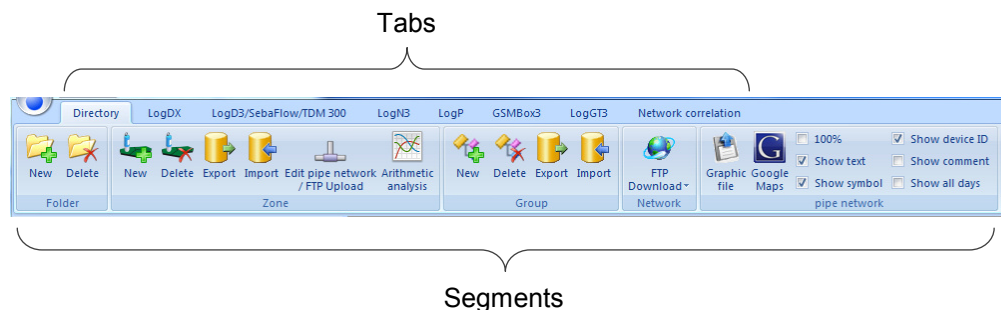 Tabs
Directory LogDX LogD3/SebaFlow/TDM 300 LogN3 LogP GSMBox3 LogGT3 Network correlation
New Delete New Delete Export Import Edit pipe network / FTP Upload Arithmetic analysis New Delete Export Import FTP Download Graphic file Google Maps
100% Show device ID
Show text Show comment
Show symbol Show all days
Folder Zone Group Network pipe network
Segments